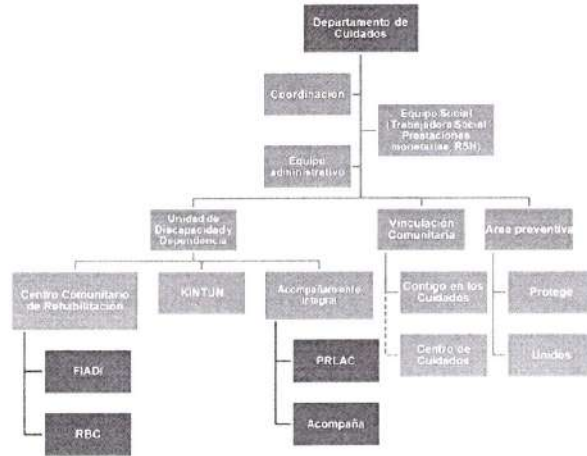 Departamento de
Cuidados
Coordinación
Equipo Social
(Trabajadora Social
Prestaciones
monetarias, RSH)
Equipo
administrativo
Unidad de
Discapacidad y
Dependencia
Vinculación
Comunitaria
Area preventiva
Centro Comunitario
de Rehabilitación
KINTUN
Acompañamiento
integral
Contigo en los
Cuidados
Protege
FIADI
PRLAC
Centro de
Cuidados
Unidos
RBC
Acompaña